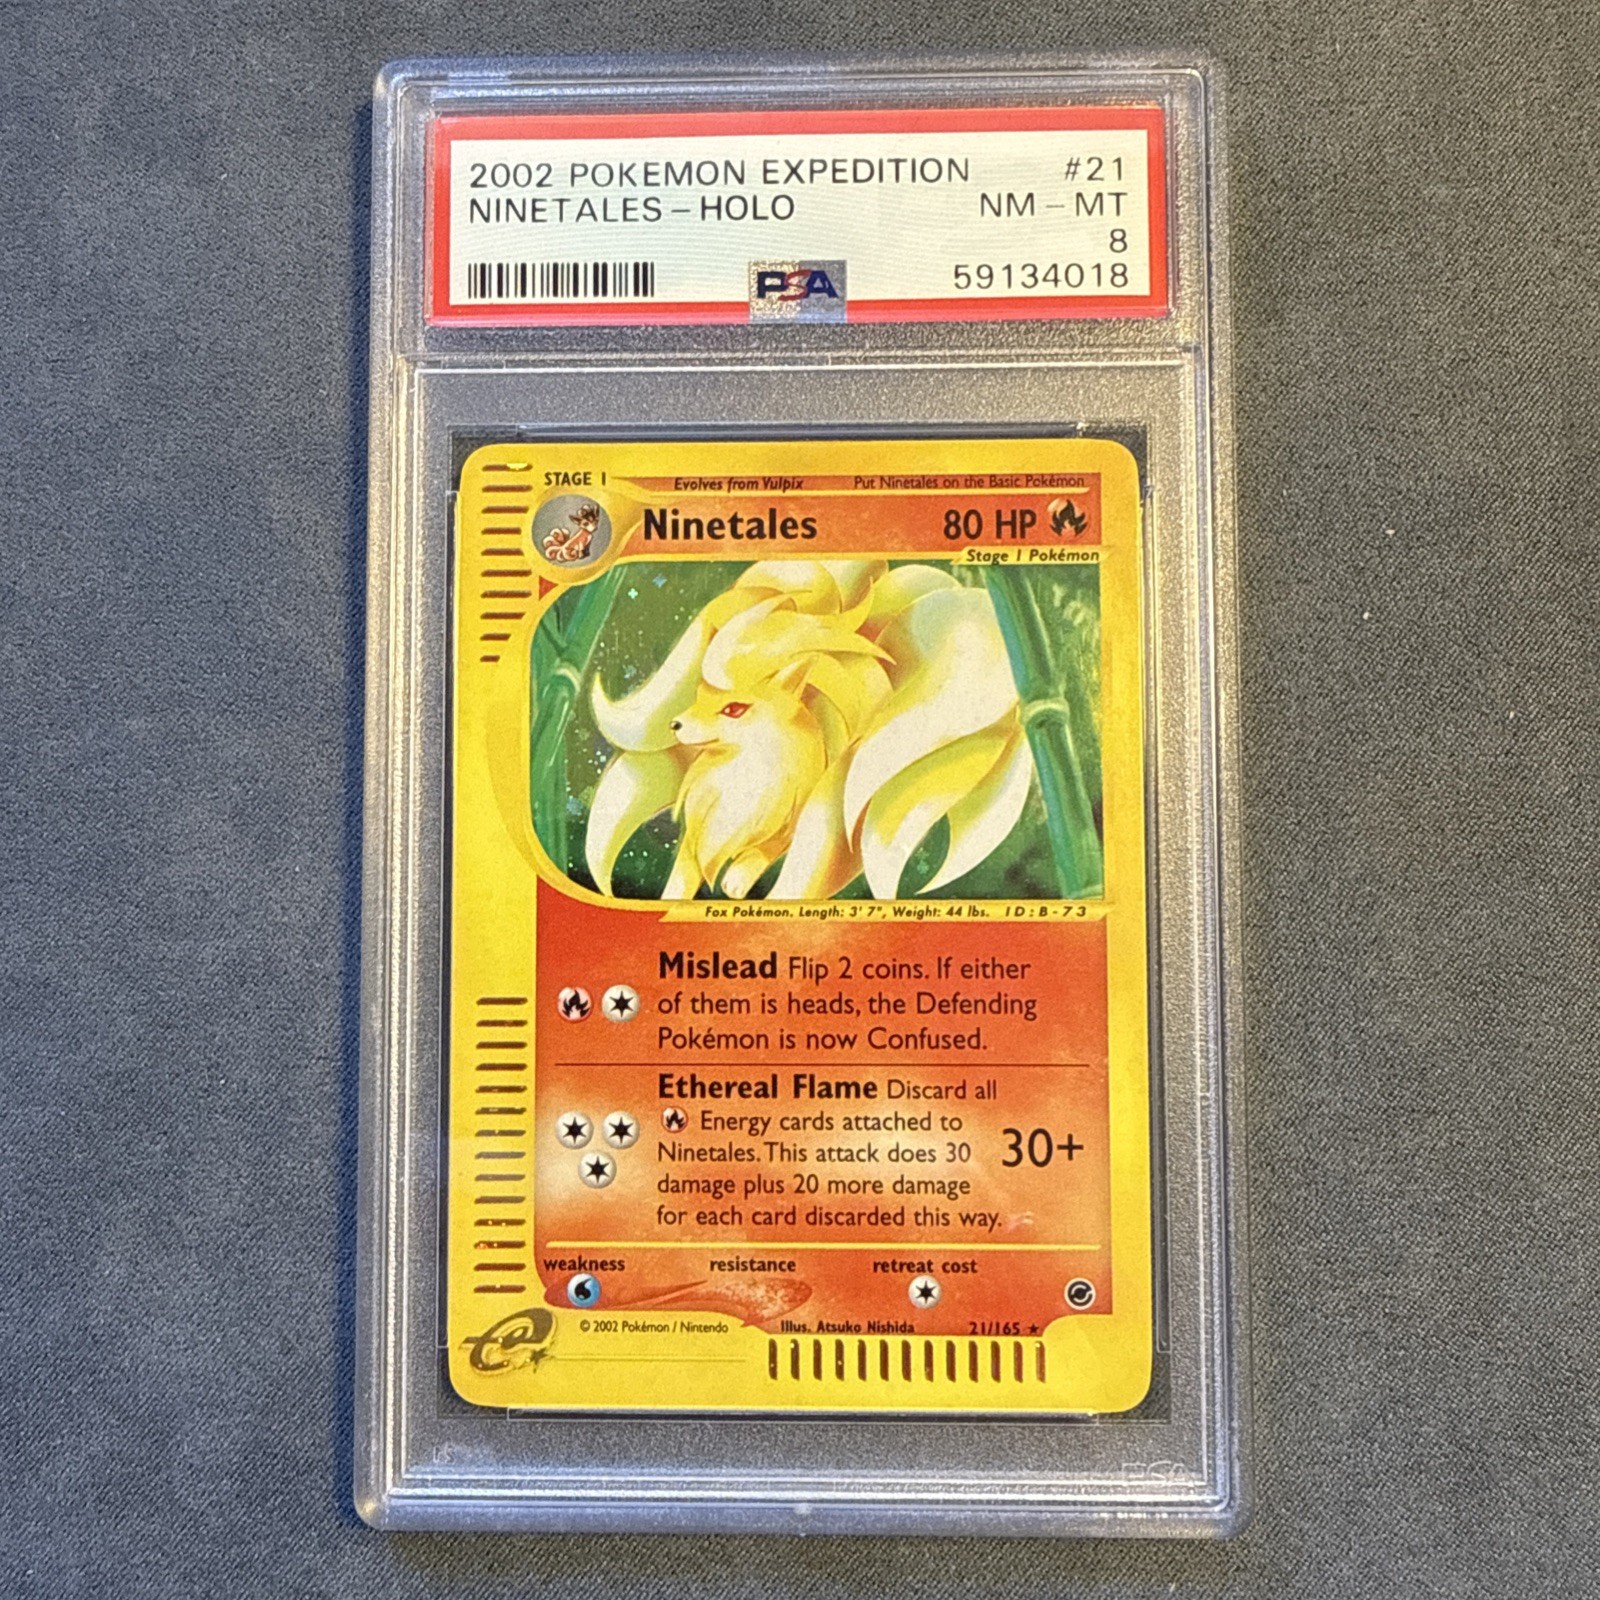 2002 POKEMON EXPEDITION #21
NINETALES – HOLO NM – MT
8
PSA 59134018
STAGE 1 Evolves from Vulpix Put Ninetales on the Basic Pokémon
Ninetales 80 HP
Stage 1 Pokémon
Fox Pokémon. Length: 3' 7", Weight: 44 lbs. ID:B-73
Mislead Flip 2 coins. If either
of them is heads, the Defending
Pokémon is now Confused.
Ethereal Flame Discard all
Energy cards attached to
Ninetales. This attack does 30
damage plus 20 more damage
for each card discarded this way.
30+
weakness resistance retreat cost
e
© 2002 Pokémon / Nintendo Illus. Atsuko Nishida 21/165 ★
PSA